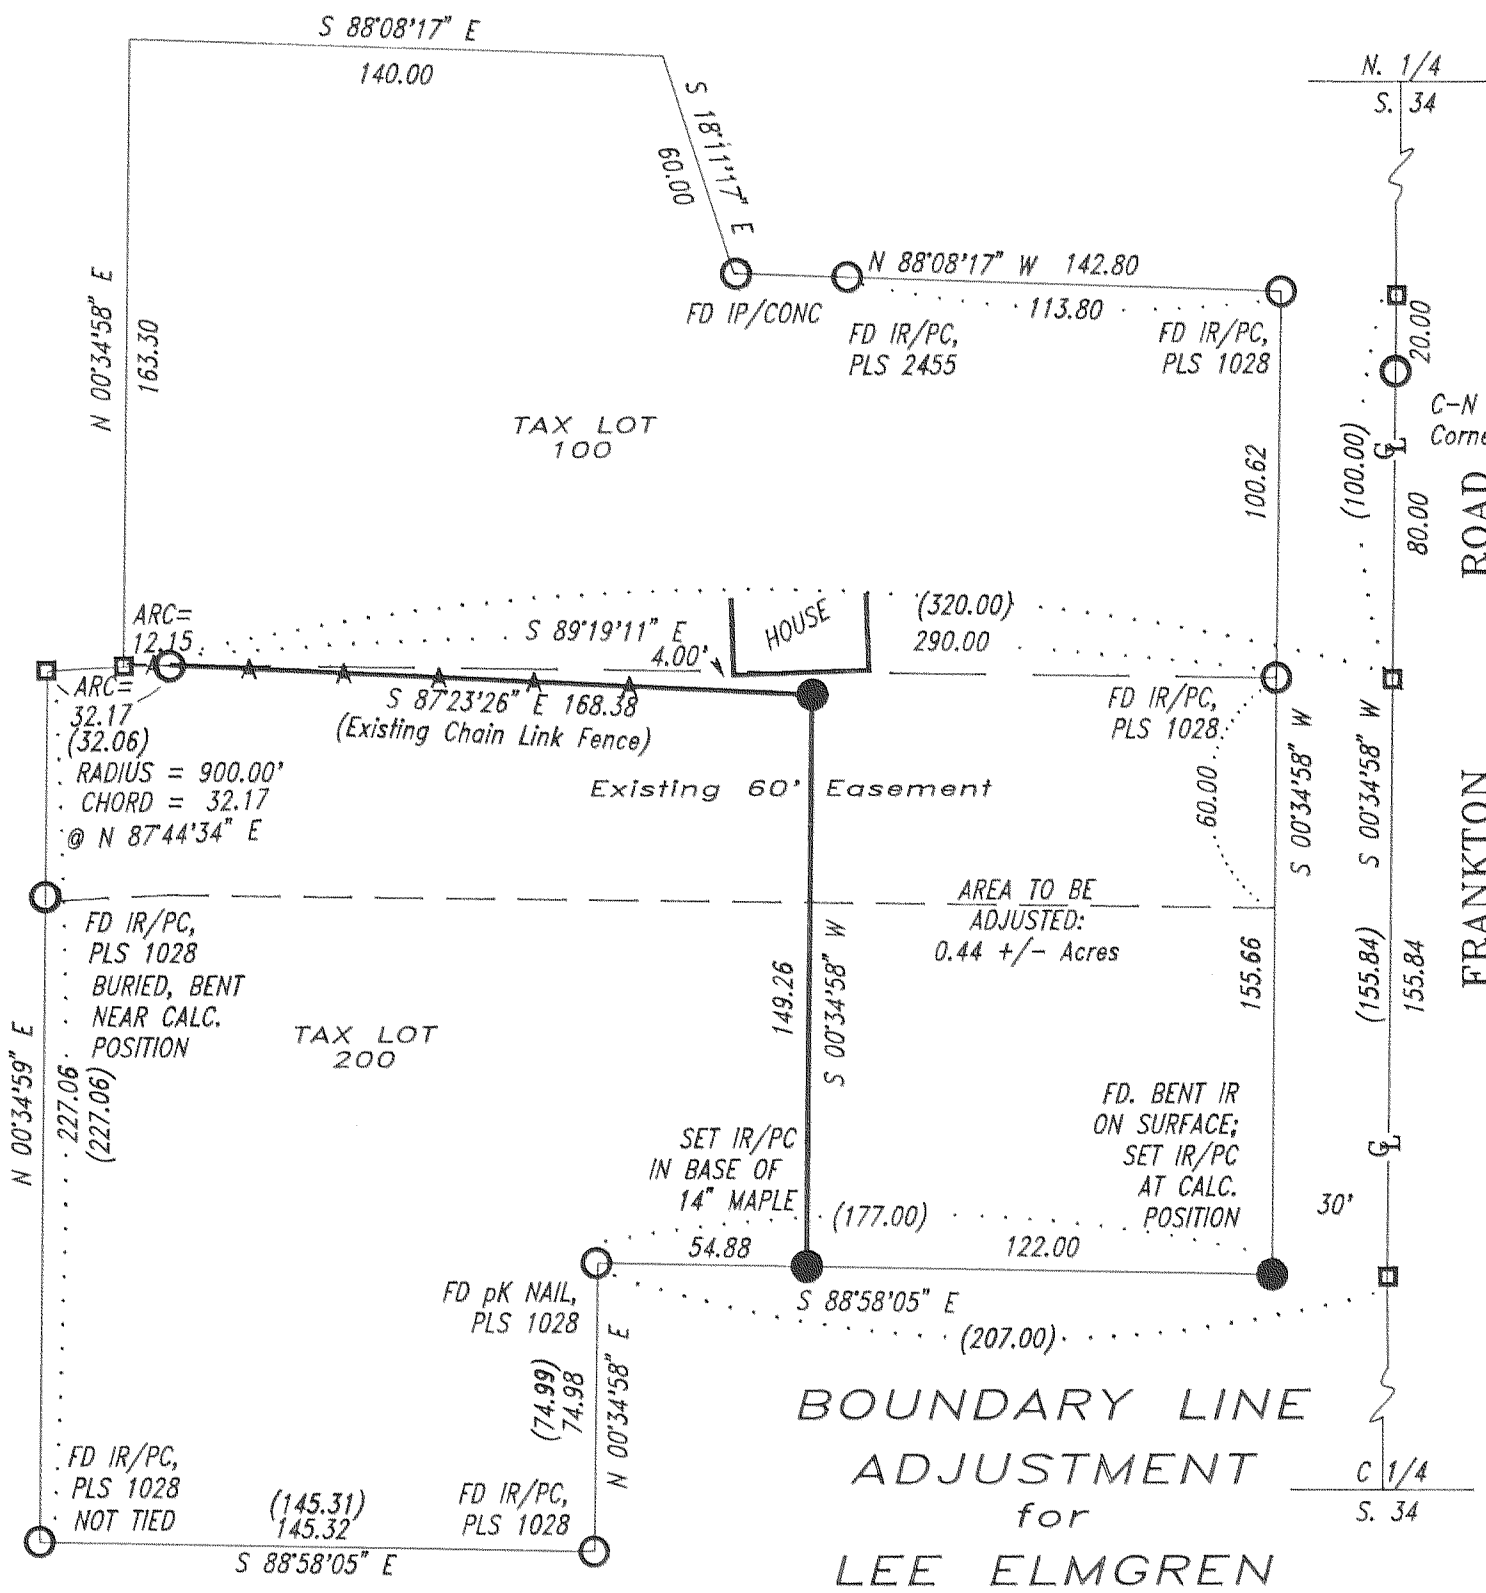 S 88°08'17" E
140.00
N. 1/4
S. 34
S 18°11'17" E
60.00
N 88°08'17" W 142.80
113.80
FD IP/CONC
FD IR/PC,
PLS 2455
FD IR/PC,
PLS 1028
20.00
C-N
Corne
N 00°34'58" E
163.30
TAX LOT
100
100.62
(100.00)
GL
80.00
ROAD
ARC=
12.15
S 89°19'11" E
4.00'
HOUSE
(320.00)
290.00
ARC=
32.17
(32.06)
RADIUS = 900.00'
CHORD = 32.17
@ N 87°44'34" E
S 87°23'26" E 168.38
(Existing Chain Link Fence)
FD IR/PC,
PLS 1028
Existing 60' Easement
60.00
S 00°34'58" W
S 00°34'58" W
FRANKTON
FD IR/PC,
PLS 1028
BURIED, BENT
NEAR CALC.
POSITION
AREA TO BE
ADJUSTED:
0.44 +/- Acres
149.26
S 00°34'58" W
155.66
(155.84)
155.84
TAX LOT
200
N 00°34'59" E
227.06
(227.06)
SET IR/PC
IN BASE OF
14" MAPLE
FD. BENT IR
ON SURFACE;
SET IR/PC
AT CALC.
POSITION
GL
30'
(177.00)
54.88
122.00
S 88°58'05" E
(207.00)
FD pK NAIL,
PLS 1028
(74.99)
74.98
N 00°34'58" E
FD IR/PC,
PLS 1028
NOT TIED
(145.31)
145.32
S 88°58'05" E
FD IR/PC,
PLS 1028
BOUNDARY LINE
ADJUSTMENT
for
LEE ELMGREN
C 1/4
S. 34